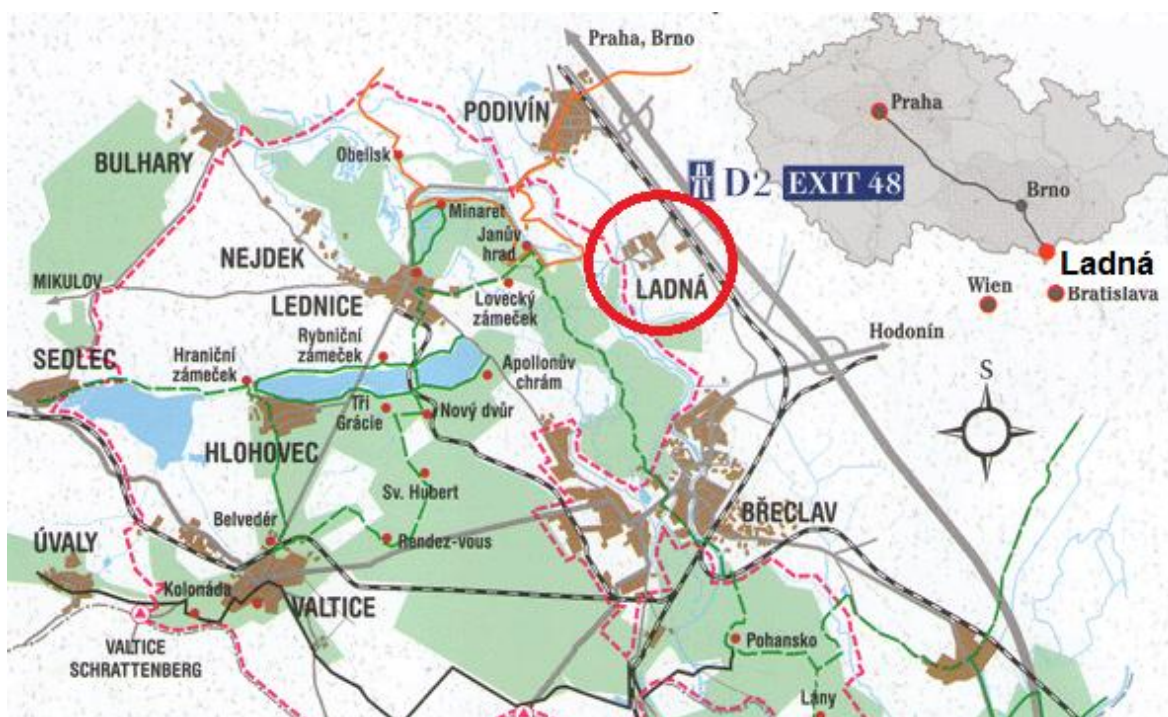 Praha, Brno
PODIVÍN
Praha
Obelisk
BULHARY
D2 EXIT 48
Brno
Minaret
Janův
hrad
NEJDEK
Ladná
MIKULOV
LEDNICE
Lovecký
zámeček
LADNÁ
Wien
Bratislava
Hodonín
SEDLEC
Hraniční
zámeček
Rybniční
zámeček
Apollonův
chrám
S
Tři
Grácie
Nový dvůr
HLOHOVEC
Sv. Hubert
Belvedér
BŘECLAV
Rendez-vous
ÚVALY
Kolonáda
VALTICE
VALTICE
SCHRATTENBERG
Pohansko
Lány